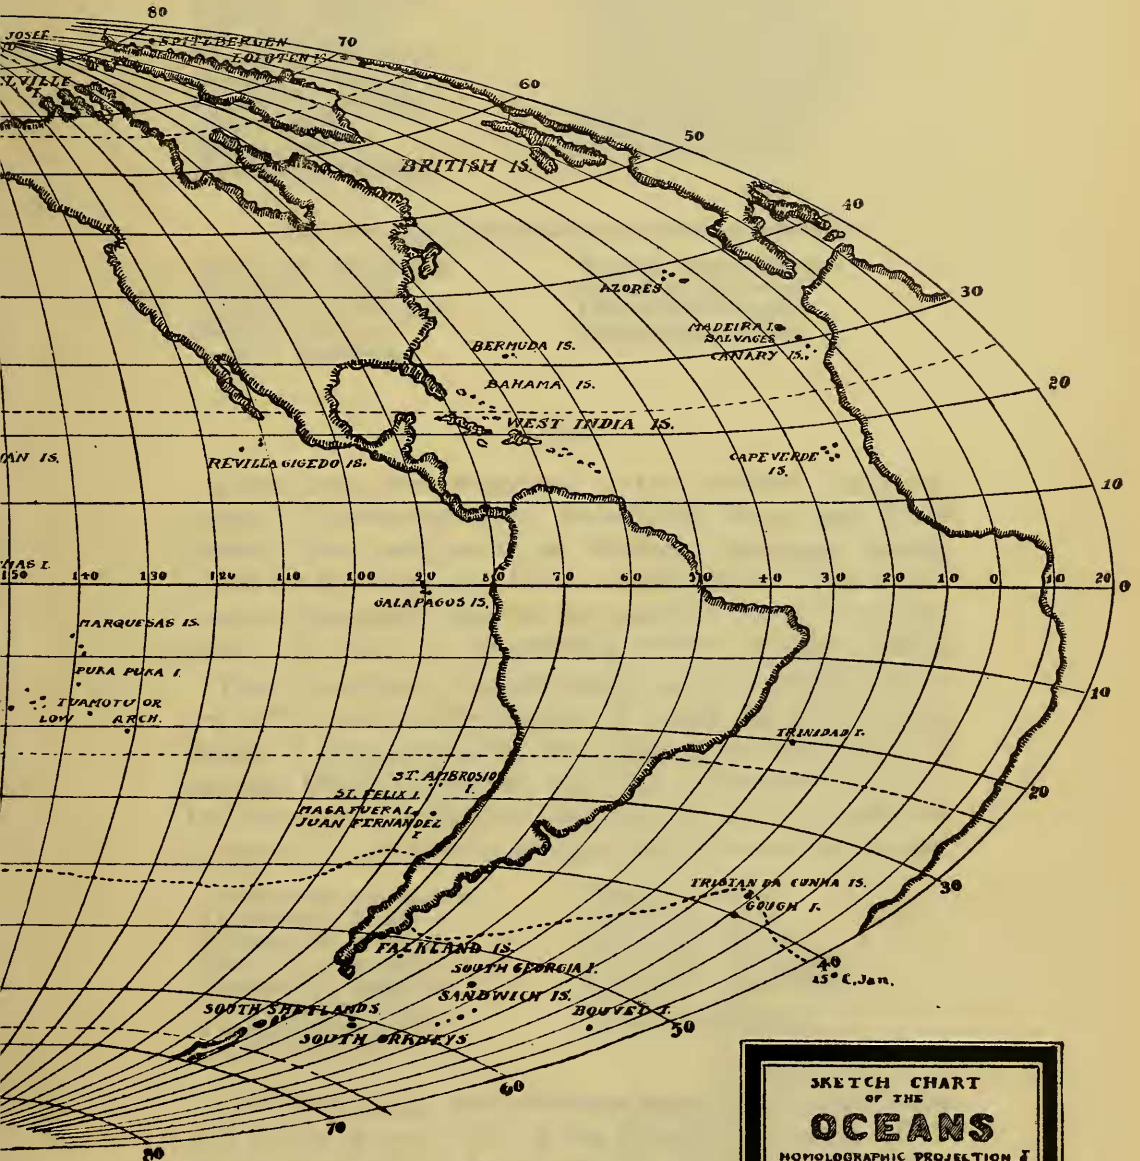 80
JOSEF
SPITZBERGEN
70
LOFOTEN IS.
60
50
BRITISH IS.
40
30
AZORES
MADEIRA I.
SALVAGES
CANARY IS.
BERMUDA IS.
BAHAMA IS.
20
WEST INDIA IS.
REVILLA GIGEDO IS.
CAPE VERDE
IS.
10
150 140 130 120 110 100 90 80 70 60 50 40 30 20 10 0 10 20 0
GALAPAGOS IS.
MARQUESAS IS.
PUKA PUKA I.
TUAMOTU OR
LOW ARCH.
10
TRINIDAD I.
ST. AMBROSIO
I.
ST. FELIX I.
MASAFUERA I.
JUAN FERNANDEZ
I
20
TRISTAN DA CUNHA IS.
GOUGH I.
30
FALKLAND IS.
40
15° C. Jan.
SOUTH GEORGIA I.
SANDWICH IS.
SOUTH SHETLANDS
BOUVET I.
50
SOUTH ORKNEYS
60
70
80
SKETCH CHART
OF THE
OCEANS
HOMOLOGRAPHIC PROJECTION